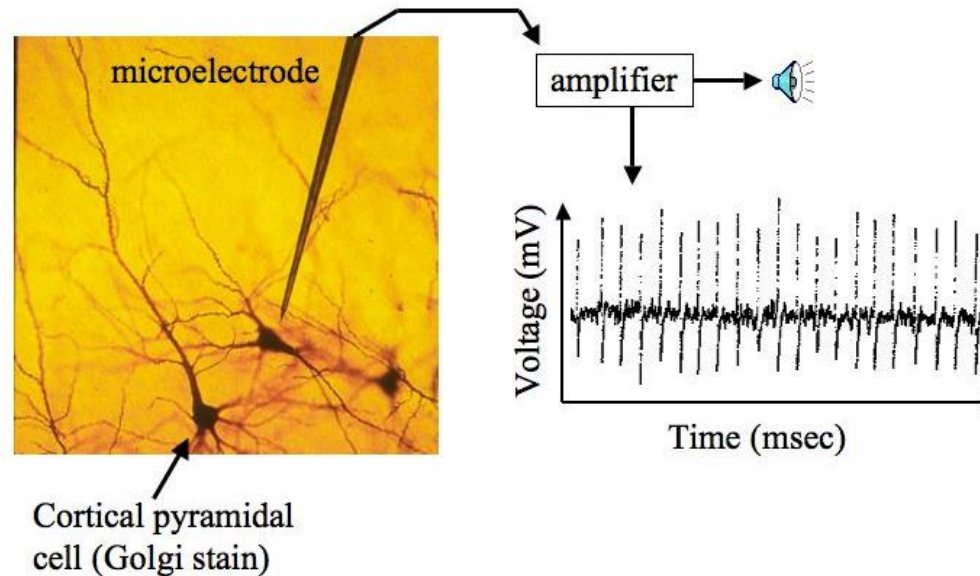 microelectrode
amplifier
Voltage (mV)
Time (msec)
Cortical pyramidal
cell (Golgi stain)